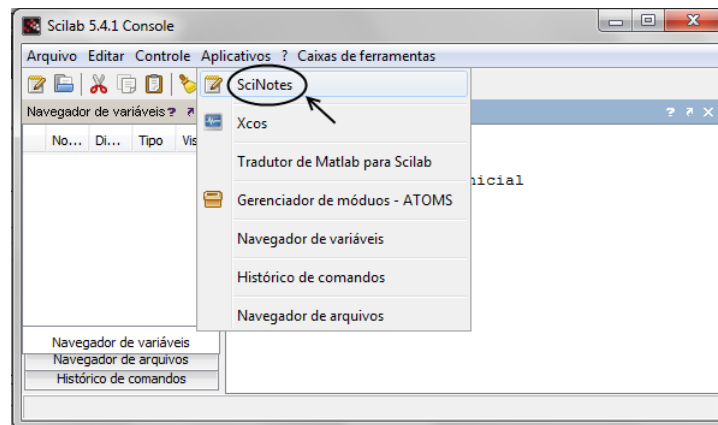 Scilab 5.4.1 Console
Arquivo Editar Controle Aplicativos ? Caixas de ferramentas
Navegador de variáveis ? ? X
No... Di... Tipo Vis
SciNotes
Xcos
Tradutor de Matlab para Scilab
nicial
Gerenciador de móduos - ATOMS
Navegador de variáveis
Histórico de comandos
Navegador de arquivos
Navegador de variáveis
Navegador de arquivos
Histórico de comandos